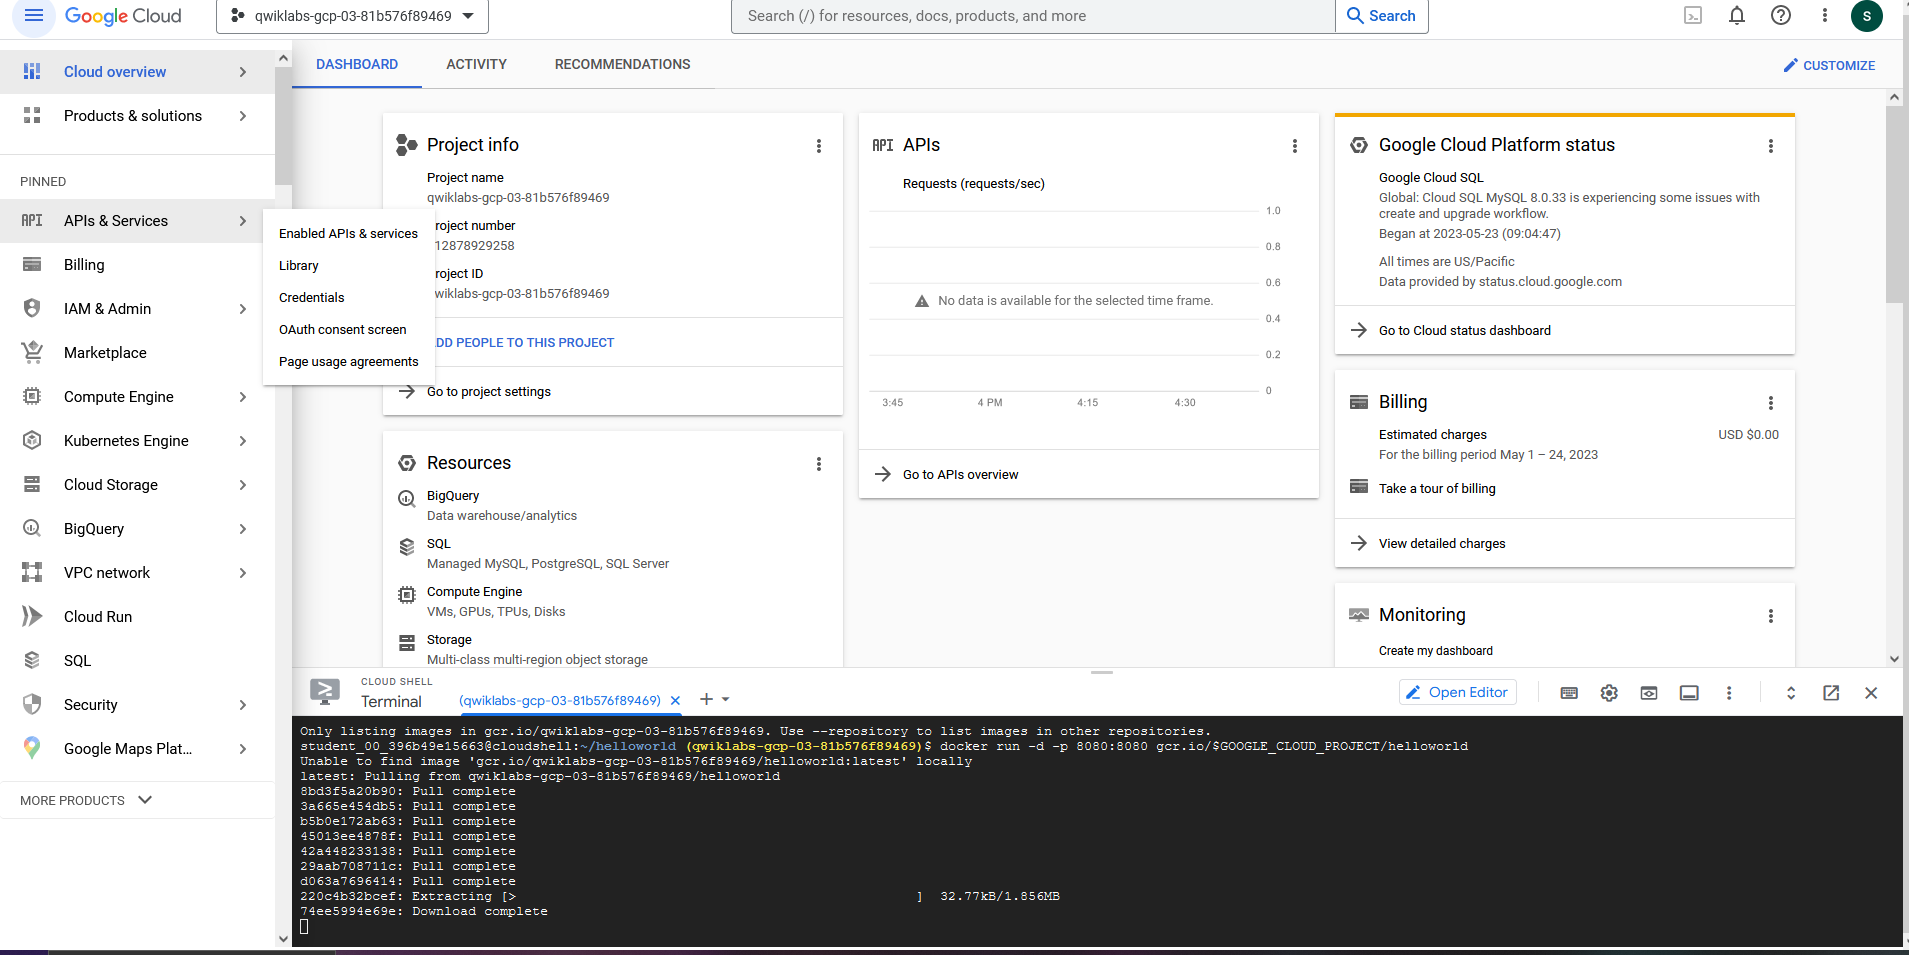 Google Cloud
qwiklabs-gcp-03-81b576f89469
Search (/) for resources, docs, products, and more
Search
S
Cloud overview
Products & solutions
PINNED
API APIs & Services
Billing
IAM & Admin
Marketplace
Compute Engine
Kubernetes Engine
Cloud Storage
BigQuery
VPC network
Cloud Run
SQL
Security
Google Maps Plat...
MORE PRODUCTS
Enabled APIs & services
Library
Credentials
OAuth consent screen
Page usage agreements
DASHBOARD
ACTIVITY
RECOMMENDATIONS
CUSTOMIZE
Project info
Project name
qwiklabs-gcp-03-81b576f89469
roject number
12878929258
roject ID
wiklabs-gcp-03-81b576f89469
DD PEOPLE TO THIS PROJECT
Go to project settings
Resources
BigQuery
Data warehouse/analytics
SQL
Managed MySQL, PostgreSQL, SQL Server
Compute Engine
VMs, GPUs, TPUs, Disks
Storage
Multi-class multi-region object storage
API APIs
Requests (requests/sec)
1.0
0.8
0.6
No data is available for the selected time frame.
0.4
0.2
0
3:45 4 PM 4:15 4:30
Go to APIs overview
Google Cloud Platform status
Google Cloud SQL
Global: Cloud SQL MySQL 8.0.33 is experiencing some issues with
create and upgrade workflow.
Began at 2023-05-23 (09:04:47)
All times are US/Pacific
Data provided by status.cloud.google.com
Go to Cloud status dashboard
Billing
Estimated charges USD $0.00
For the billing period May 1 – 24, 2023
Take a tour of billing
View detailed charges
Monitoring
Create my dashboard
CLOUD SHELL
Terminal
(qwiklabs-gcp-03-81b576f89469)
Open Editor
Only listing images in gcr.io/qwiklabs-gcp-03-81b576f89469. Use --repository to list images in other repositories.
student_00_396b49e15663@cloudshell:~/helloworld (qwiklabs-gcp-03-81b576f89469)$ docker run -d -p 8080:8080 gcr.io/$GOOGLE_CLOUD_PROJECT/helloworld
Unable to find image 'gcr.io/qwiklabs-gcp-03-81b576f89469/helloworld:latest' locally
latest: Pulling from qwiklabs-gcp-03-81b576f89469/helloworld
8bd3f5a20b90: Pull complete
3a665e454db5: Pull complete
b5b0e172ab63: Pull complete
45013ee4878f: Pull complete
42a448233138: Pull complete
29aab708711c: Pull complete
d063a7696414: Pull complete
220c4b32bcef: Extracting [> ] 32.77kB/1.856MB
74ee5994e69e: Download complete